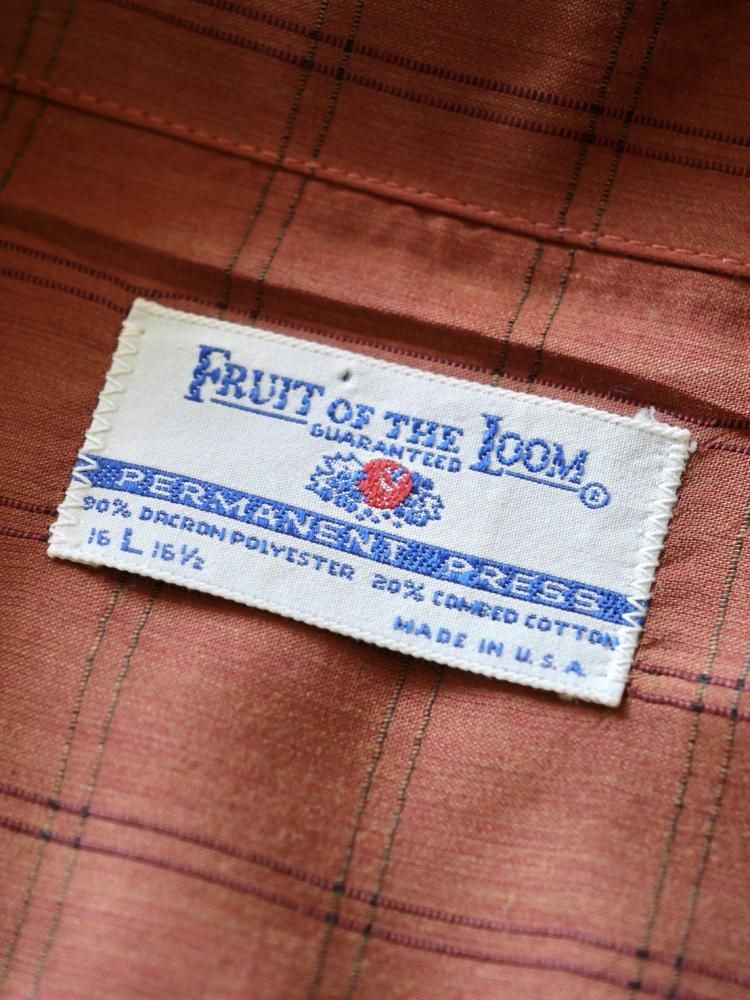 FRUIT OF THE LOOM®
GUARANTEED
PERMANENT PRESS
80% DACRON POLYESTER 20% COMBED COTTON
16 L 16½
MADE IN U.S.A.